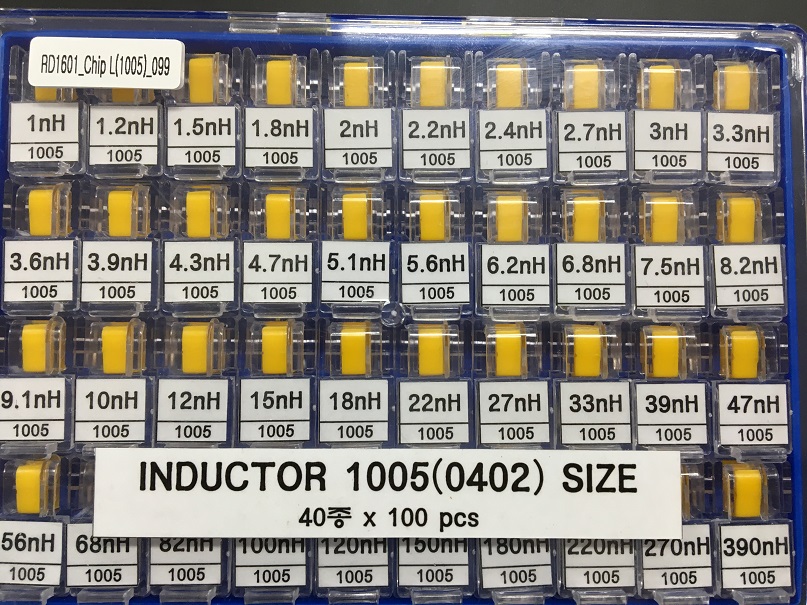 RD1601_Chip L(1005)_099
1nH 1.2nH 1.5nH 1.8nH 2nH 2.2nH 2.4nH 2.7nH 3nH 3.3nH
1005 1005 1005 1005 1005 1005 1005 1005 1005 1005
3.6nH 3.9nH 4.3nH 4.7nH 5.1nH 5.6nH 6.2nH 6.8nH 7.5nH 8.2nH
1005 1005 1005 1005 1005 1005 1005 1005 1005 1005
9.1nH 10nH 12nH 15nH 18nH 22nH 27nH 33nH 39nH 47nH
1005 1005 1005 1005 1005 1005 1005 1005 1005 1005
INDUCTOR 1005(0402) SIZE
40종 x 100 pcs
56nH 68nH 82nH 100nH 120nH 150nH 180nH 220nH 270nH 390nH
1005 1005 1005 1005 1005 1005 1005 1005 1005 1005